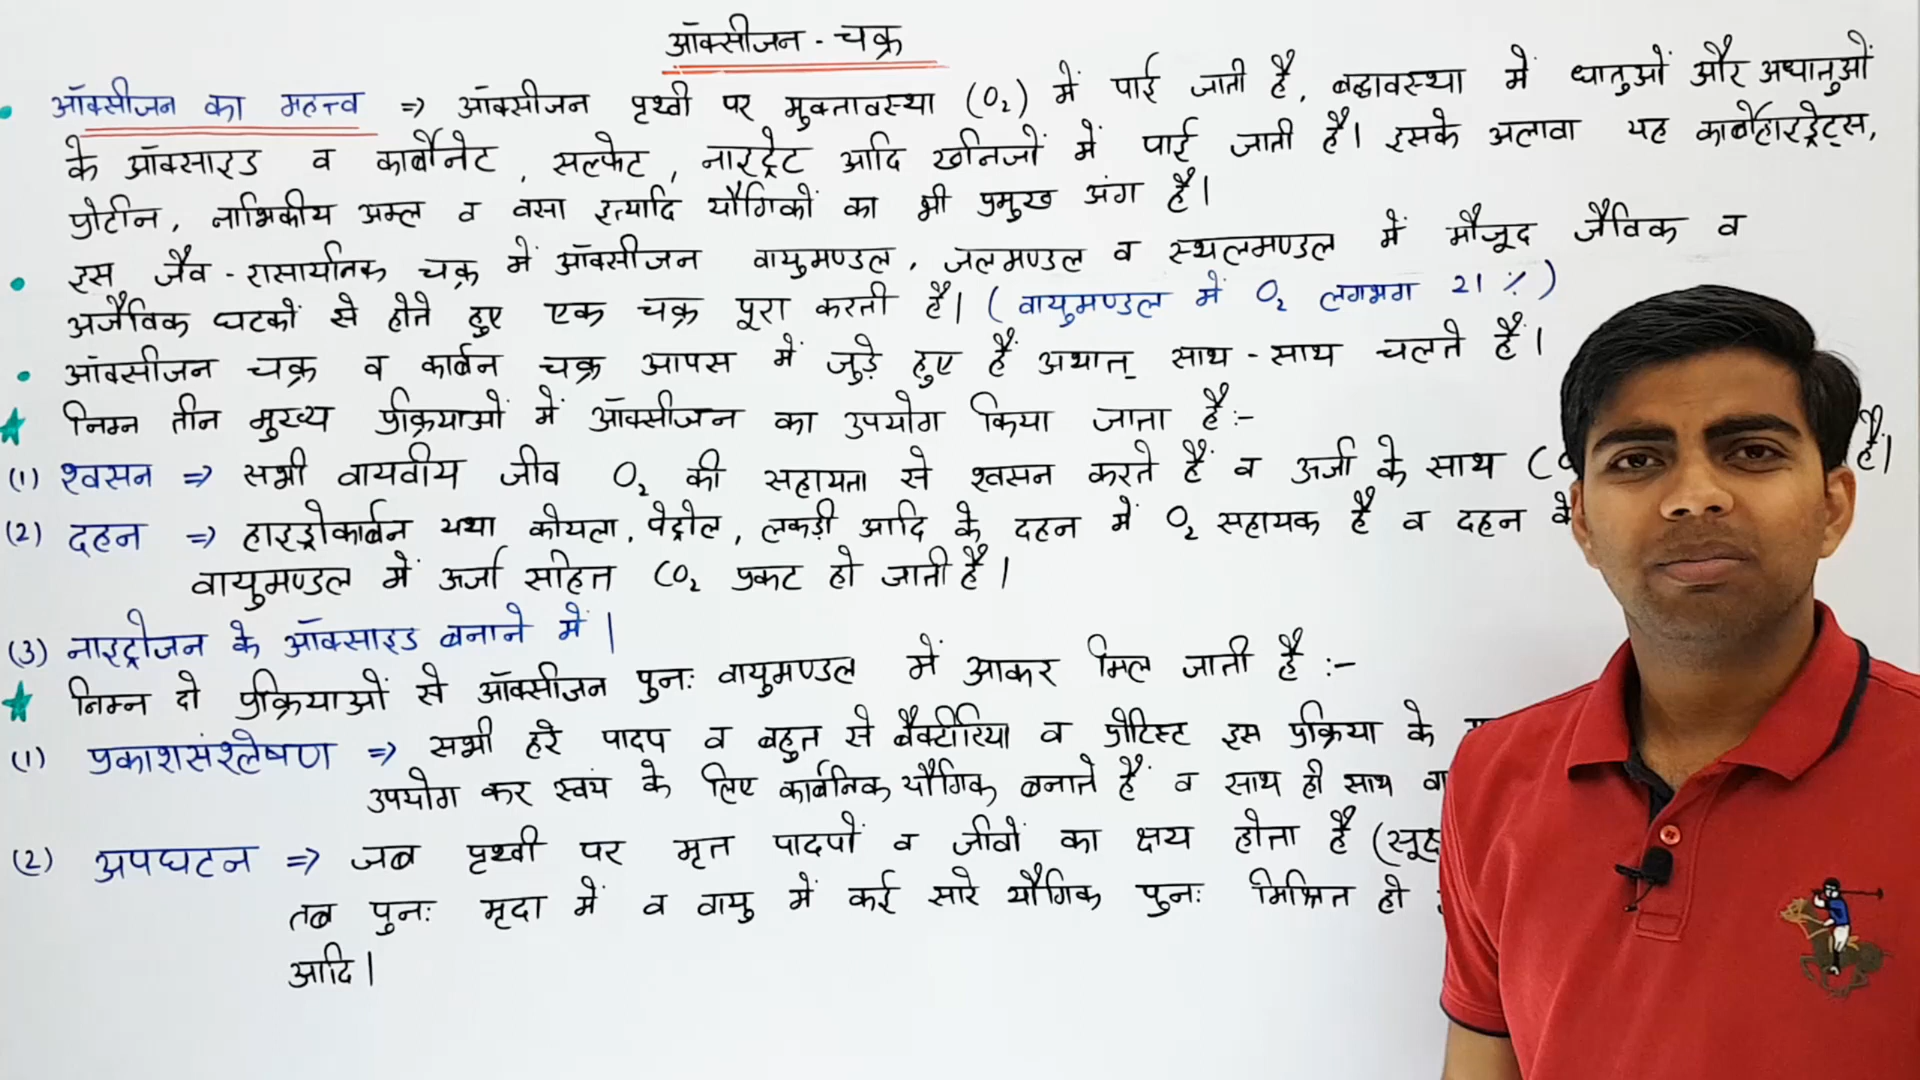 ऑक्सीजन - चक्र
ऑक्सीजन का महत्त्व ⇒ ऑक्सीजन पृथ्वी पर मुक्तावस्था (O₂) में पाई जाती है, बद्धावस्था में धातुओं और अधातुओं
के ऑक्साइड व कार्बोनेट, सल्फेट, नाइट्रेट आदि खनिजों में पाई जाती है। इसके अलावा यह कार्बोहाइड्रेट्स,
प्रोटीन, नाभिकीय अम्ल व वसा इत्यादि यौगिकों का भी प्रमुख अंग है।
इस जैव - रासायनिक चक्र में ऑक्सीजन वायुमण्डल, जलमण्डल व स्थलमण्डल में मौजूद जैविक व
अजैविक घटकों से होते हुए एक चक्र पूरा करती है। (वायुमण्डल में O₂ लगभग 21 %)
ऑक्सीजन चक्र व कार्बन चक्र आपस में जुड़े हुए हैं अर्थात् साथ - साथ चलते हैं।
निम्न तीन मुख्य प्रक्रियाओं में ऑक्सीजन का उपयोग किया जाता है:-
(1) श्वसन ⇒ सभी वायवीय जीव O₂ की सहायता से श्वसन करते हैं व ऊर्जा के साथ है।
(2) दहन ⇒ हाइड्रोकार्बन यथा कोयला, पेट्रोल, लकड़ी आदि के दहन में O₂ सहायक है व दहन के
वायुमण्डल में ऊर्जा सहित CO₂ प्रकट हो जाती है।
(3) नाइट्रोजन के ऑक्साइड बनाने में।
निम्न दो प्रक्रियाओं से ऑक्सीजन पुनः वायुमण्डल में आकर मिल जाती है :-
(1) प्रकाशसंश्लेषण ⇒ सभी हरे पादप व बहुत से बैक्टीरिया व प्रोटिस्ट इस प्रक्रिया के
उपयोग कर स्वयं के लिए कार्बनिक यौगिक बनाते हैं व साथ ही साथ
(2) अपघटन ⇒ जब पृथ्वी पर मृत पादपों व जीवों का क्षय होता है
तब पुनः मृदा में व वायु में कई सारे यौगिक पुनः मिश्रित हो
आदि।